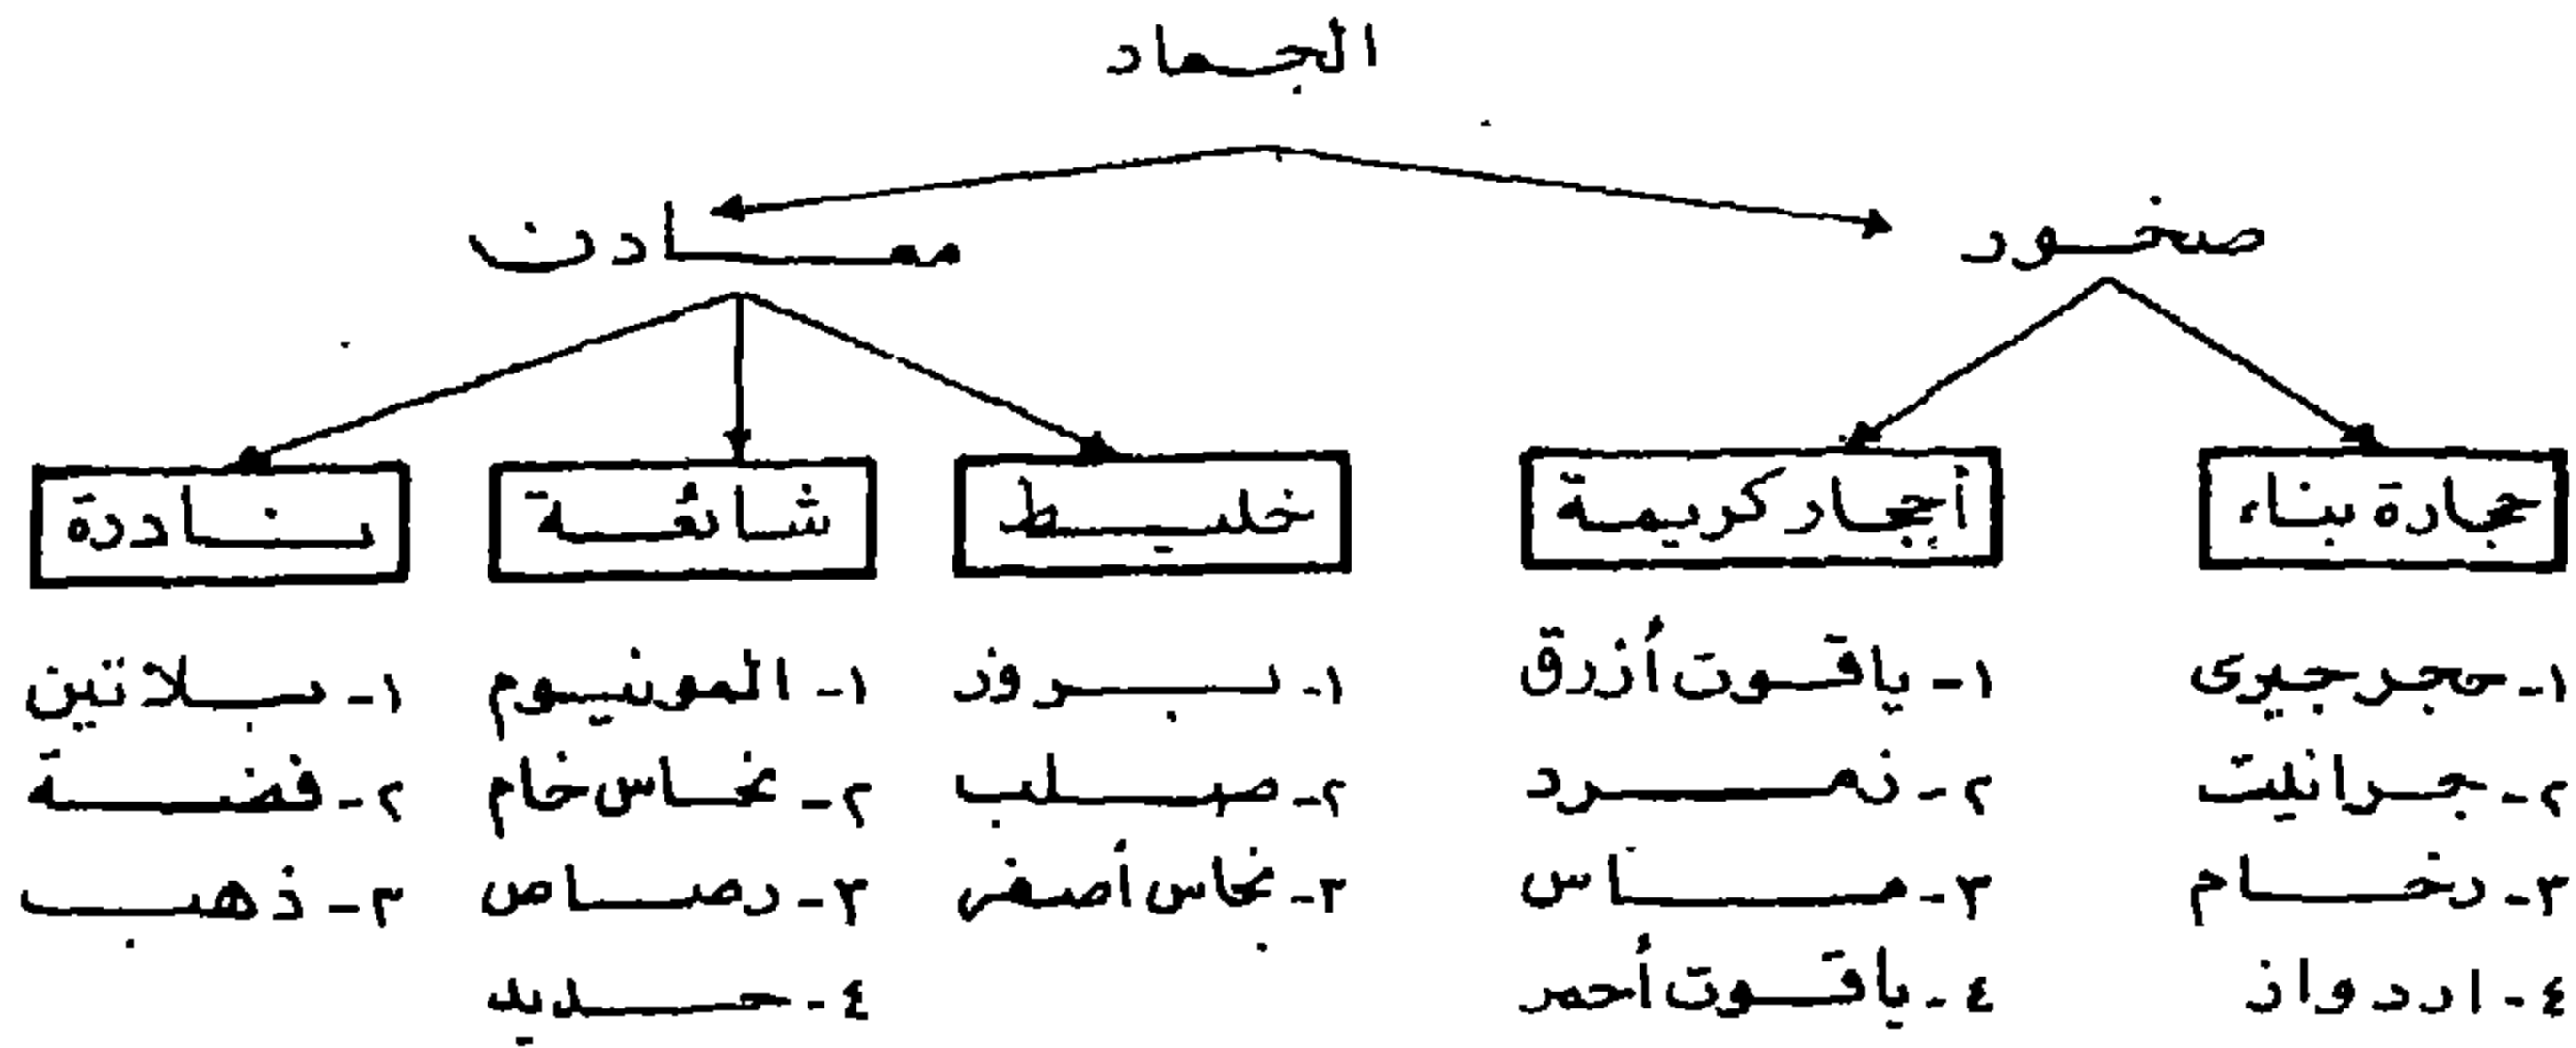 الجماد
صخور
معادن
حجارة بناء
١- حجر جيرى
٢- جرانيت
٣- رخام
٤- اردواز
أحجار كريمة
١- ياقوت أزرق
٢- زمرد
٣- ماس
٤- ياقوت أحمر
خليط
١- بروز
٢- صلب
٣- نحاس أصفر
شائعة
١- المونيوم
٢- نحاس خام
٣- رصاص
٤- حديد
نادرة
١- بلاتين
٢- فضة
٣- ذهب